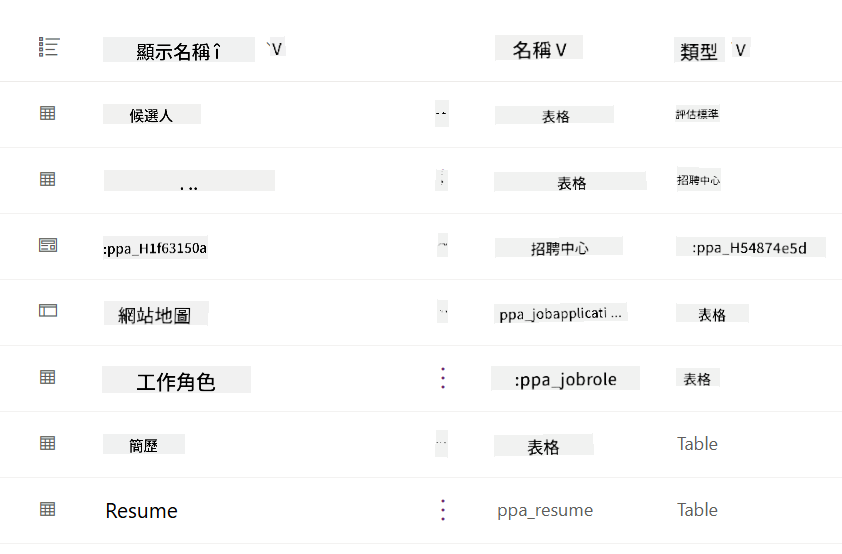 顯示名稱 î V 名稱 V 類型 V
候選人 表格 評估標準
表格 招聘中心
:ppa_H1f63150a 招聘中心 :ppa_H54874e5d
網站地圖 ppa_jobapplicati ... 表格
工作角色 :ppa_jobrole 表格
簡歷 表格 Table
Resume ppa_resume Table